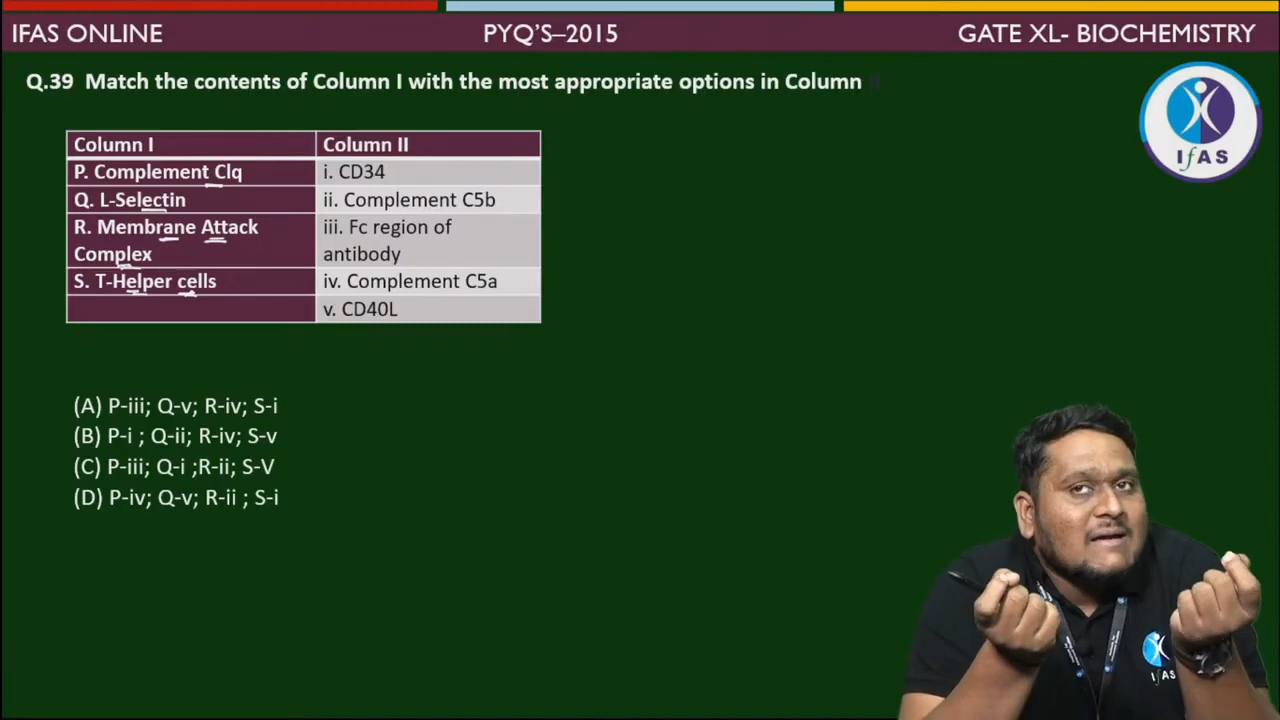 IFAS ONLINE PYQ'S–2015 GATE XL- BIOCHEMISTRY
Q.39 Match the contents of Column I with the most appropriate options in Column II
IfAS
Column I Column II
P. Complement Clq i. CD34
Q. L-Selectin ii. Complement C5b
R. Membrane Attack Complex iii. Fc region of antibody
S. T-Helper cells iv. Complement C5a
v. CD40L
(A) P-iii; Q-v; R-iv; S-i
(B) P-i ; Q-ii; R-iv; S-v
(C) P-iii; Q-i ;R-ii; S-V
(D) P-iv; Q-v; R-ii ; S-i
IfAS